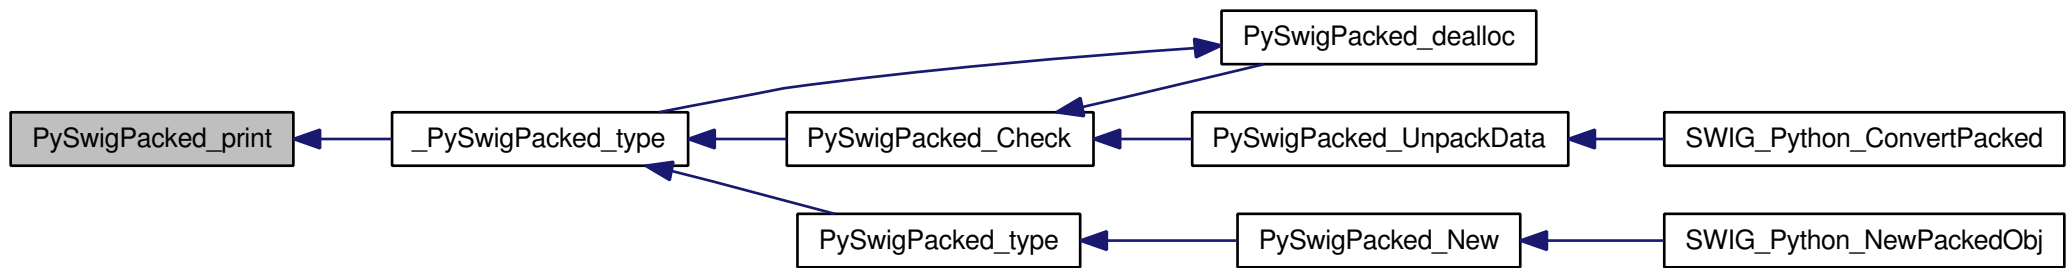 PySwigPacked_dealloc
PySwigPacked_print
_PySwigPacked_type
PySwigPacked_Check
PySwigPacked_UnpackData
SWIG_Python_ConvertPacked
PySwigPacked_type
PySwigPacked_New
SWIG_Python_NewPackedObj